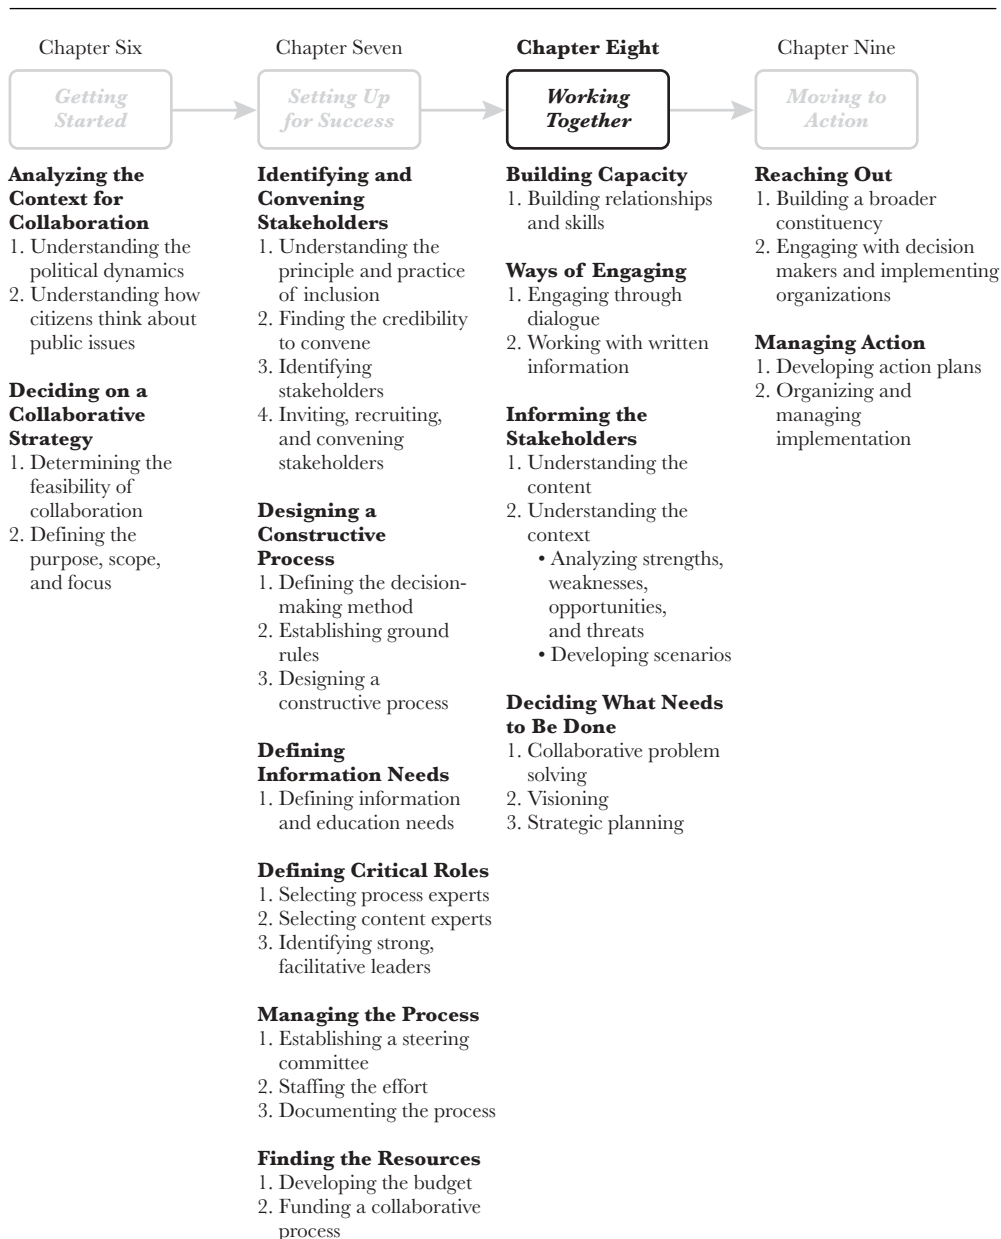 Chapter Six
Getting
Started
Analyzing the
Context for
Collaboration
1. Understanding the
political dynamics
2. Understanding how
citizens think about
public issues
Deciding on a
Collaborative
Strategy
1. Determining the
feasibility of
collaboration
2. Defining the
purpose, scope,
and focus
Chapter Seven
Setting Up
for Success
Identifying and
Convening
Stakeholders
1. Understanding the
principle and practice
of inclusion
2. Finding the credibility
to convene
3. Identifying
stakeholders
4. Inviting, recruiting,
and convening
stakeholders
Designing a
Constructive
Process
1. Defining the decision-
making method
2. Establishing ground
rules
3. Designing a
constructive process
Defining
Information Needs
1. Defining information
and education needs
Defining Critical Roles
1. Selecting process experts
2. Selecting content experts
3. Identifying strong,
facilitative leaders
Managing the Process
1. Establishing a steering
committee
2. Staffing the effort
3. Documenting the process
Finding the Resources
1. Developing the budget
2. Funding a collaborative
process
Chapter Eight
Working
Together
Building Capacity
1. Building relationships
and skills
Ways of Engaging
1. Engaging through
dialogue
2. Working with written
information
Informing the
Stakeholders
1. Understanding the
content
2. Understanding the
context
• Analyzing strengths,
weaknesses,
opportunities,
and threats
• Developing scenarios
Deciding What Needs
to Be Done
1. Collaborative problem
solving
2. Visioning
3. Strategic planning
Chapter Nine
Moving to
Action
Reaching Out
1. Building a broader
constituency
2. Engaging with decision
makers and implementing
organizations
Managing Action
1. Developing action plans
2. Organizing and
managing
implementation